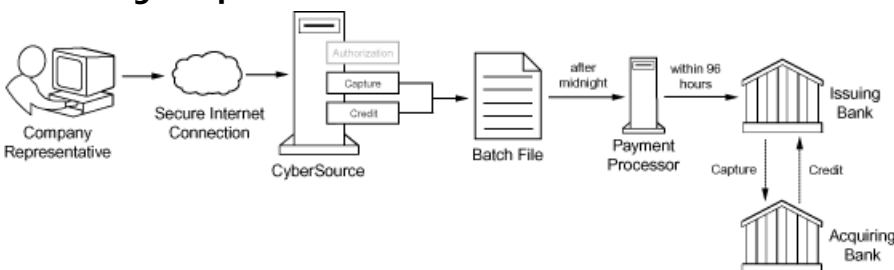 Authorization
Capture
Credit
Company
Representative
Secure Internet
Connection
CyberSource
Batch File
after
midnight
Payment
Processor
within 96
hours
Issuing
Bank
Capture
Credit
Acquiring
Bank